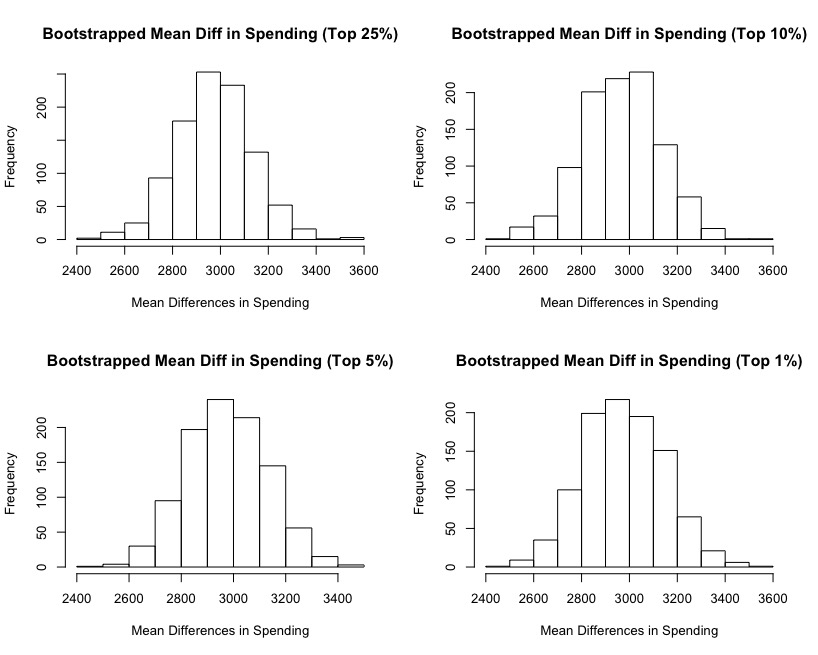 Bootstrapped Mean Diff in Spending (Top 25%)
Frequency
0 50 100 200
2400 2600 2800 3000 3200 3400 3600
Mean Differences in Spending
Bootstrapped Mean Diff in Spending (Top 10%)
Frequency
0 50 100 150 200
2400 2600 2800 3000 3200 3400 3600
Mean Differences in Spending
Bootstrapped Mean Diff in Spending (Top 5%)
Frequency
0 50 100 150 200
2400 2600 2800 3000 3200 3400
Mean Differences in Spending
Bootstrapped Mean Diff in Spending (Top 1%)
Frequency
0 50 100 150 200
2400 2600 2800 3000 3200 3400 3600
Mean Differences in Spending